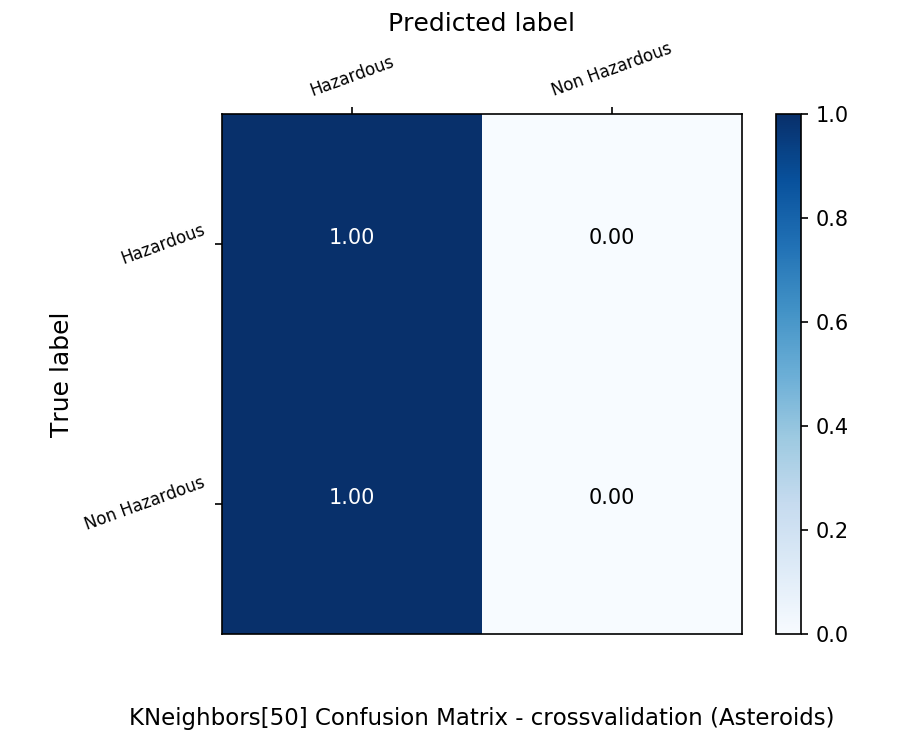 Predicted label
Hazardous
Non Hazardous
1.0
Hazardous
1.00
0.00
0.8
0.6
True label
0.4
Non Hazardous
1.00
0.00
0.2
0.0
KNeighbors[50] Confusion Matrix - crossvalidation (Asteroids)